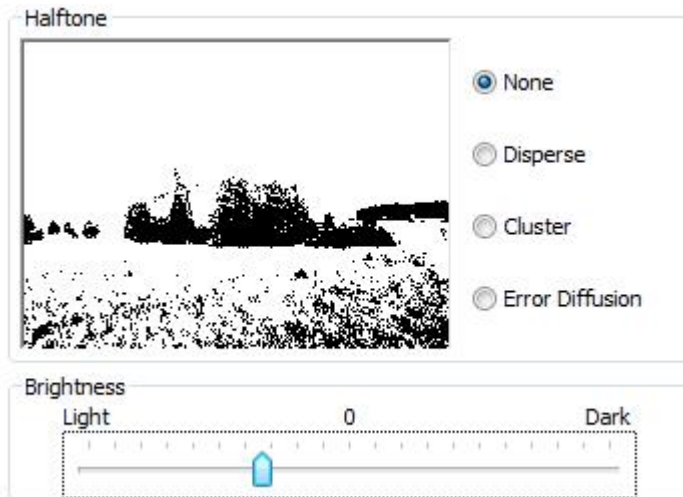 Halftone
None
Disperse
Cluster
Error Diffusion
Brightness
Light 0 Dark